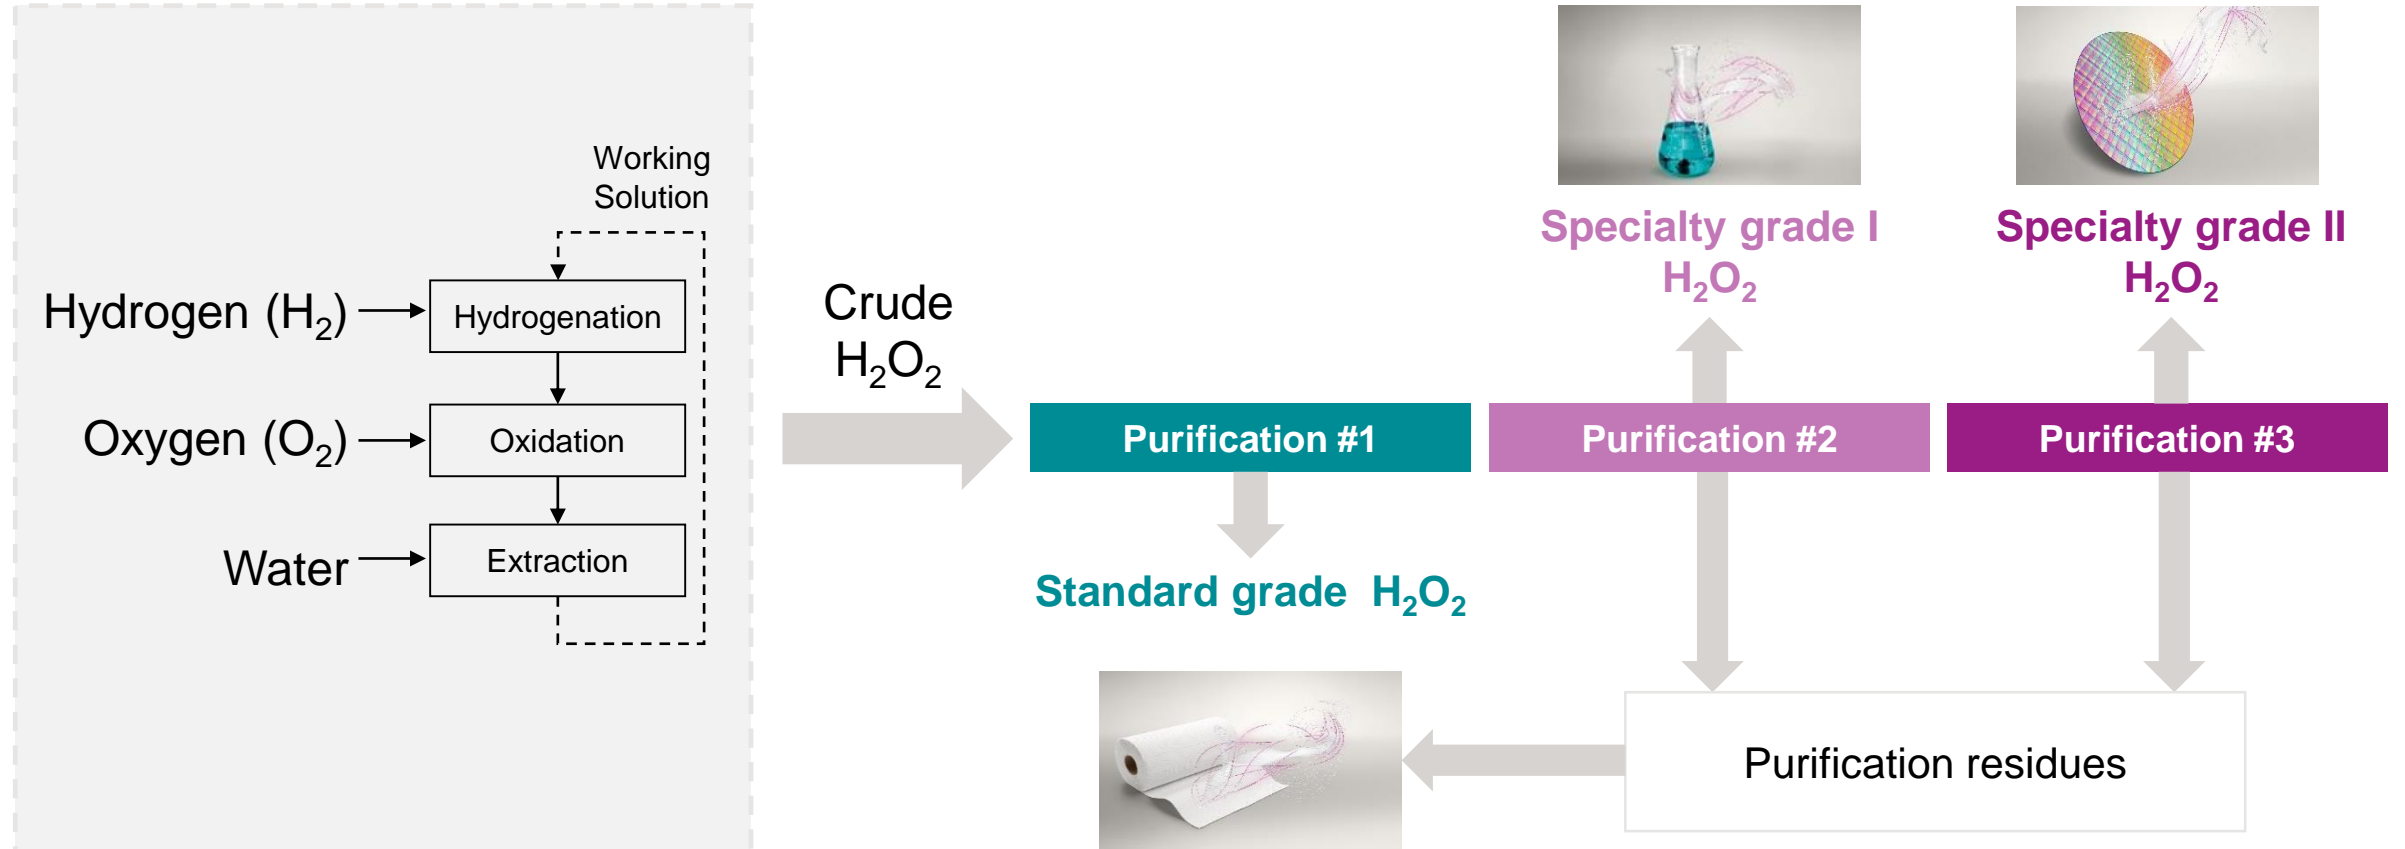 Working
Solution
Hydrogen (H₂)
Hydrogenation
Oxygen (O₂)
Oxidation
Water
Extraction
Crude
H₂O₂
Specialty grade I
H₂O₂
Specialty grade II
H₂O₂
Purification #1
Purification #2
Purification #3
Standard grade H₂O₂
Purification residues